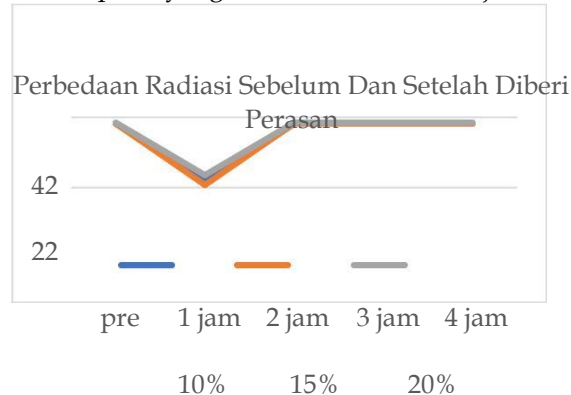 Perbedaan Radiasi Sebelum Dan Setelah Diberi
Perasan
42
22
pre 1 jam 2 jam 3 jam 4 jam
10% 15% 20%